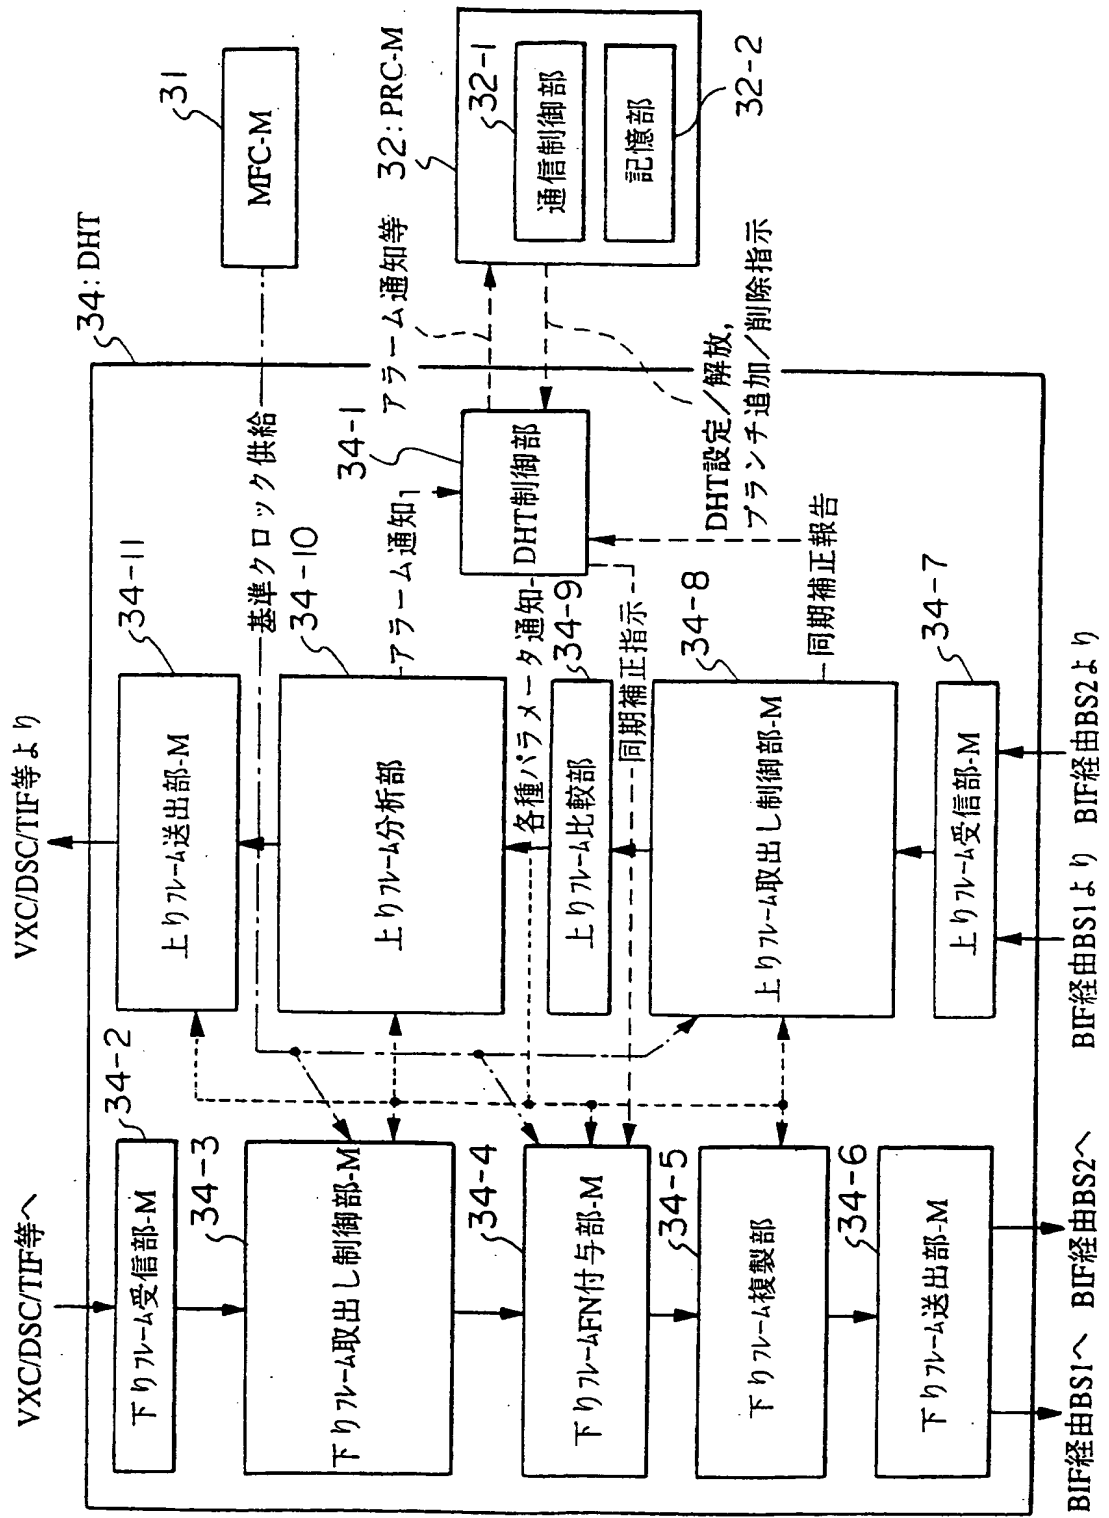 VXC/DSC/TIF等へ
VXC/DSC/TIF等より
34: DHT
34-2
下りフレーム受信部-M
34-3
下りフレーム取出し制御部-M
34-4
下りフレームFN付与部-M
34-5
下りフレーム複製部
34-6
下りフレーム送出部-M
BIF経由BS1へ
BIF経由BS2へ
34-11
上りフレーム送出部-M
基準クロック供給
34-10
上りフレーム分析部
アラーム通知
34-1
DHT制御部
各種パラメータ通知
34-9
上りフレーム比較部
同期補正指示
34-8
上りフレーム取出し制御部-M
同期補正報告
34-7
上りフレーム受信部-M
BIF経由BS1より
BIF経由BS2より
31
MFC-M
アラーム通知等
32: PRC-M
32-1
通信制御部
記憶部
32-2
DHT設定/解放,
ブランチ追加/削除指示